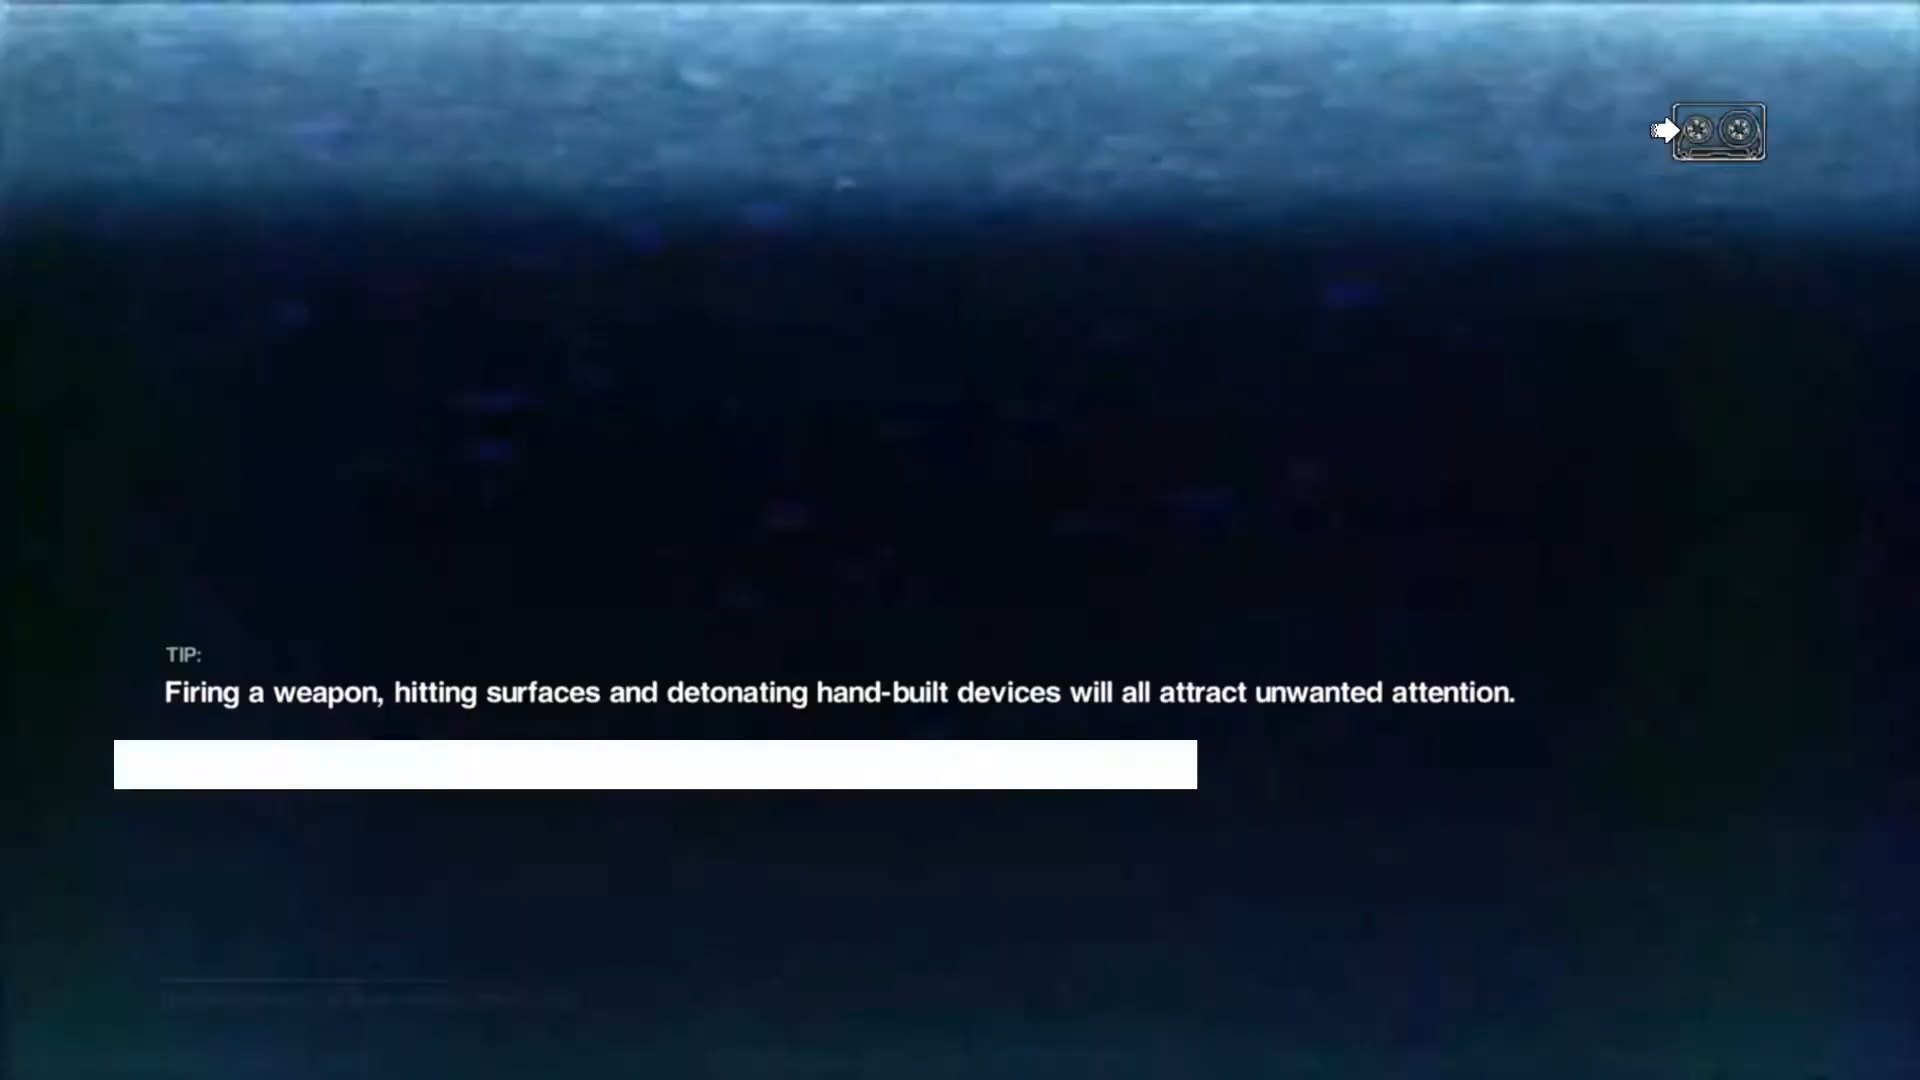 TIP:
Firing a weapon, hitting surfaces and detonating hand-built devices will all attract unwanted attention.